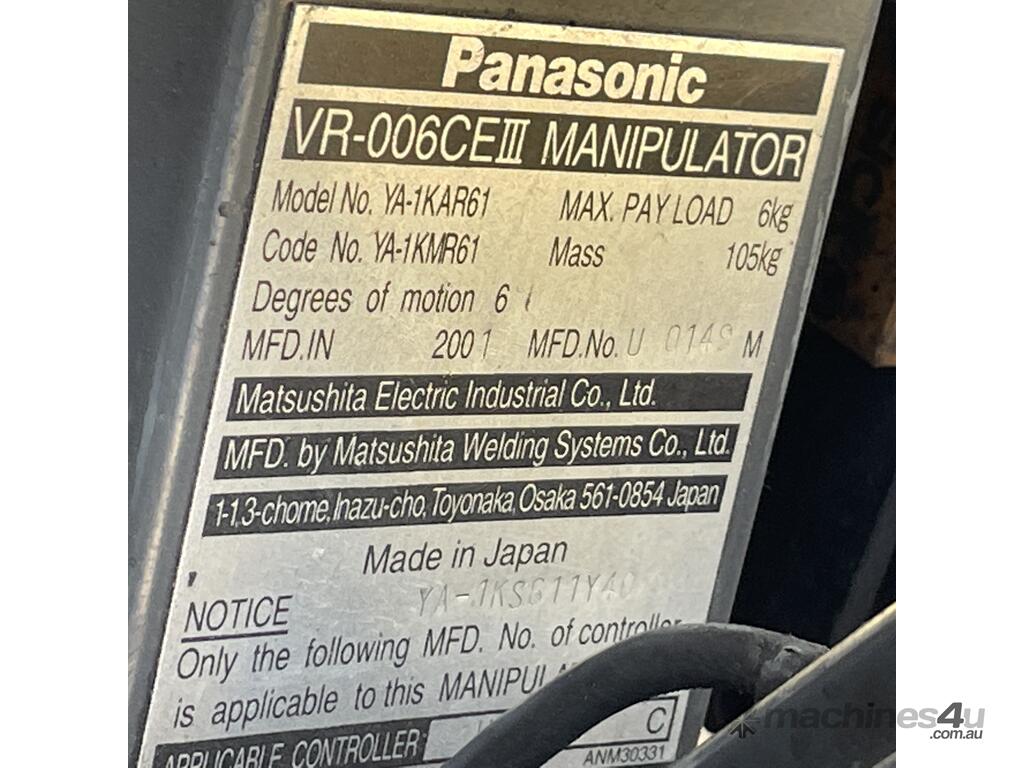 Panasonic
VR-006CEIII MANIPULATOR
Model No. YA-1KAR61 MAX. PAY LOAD 6kg
Code No. YA-1KMR61 Mass 105kg
Degrees of motion 6
MFD.IN 2001 MFD.No. U 0149 M
Matsushita Electric Industrial Co., Ltd.
MFD. by Matsushita Welding Systems Co., Ltd.
1-1,3-chome, Inazu-cho, Toyonaka, Osaka 561-0854 Japan
Made in Japan
NOTICE
Only the following MFD. No. of controller
is applicable to this
APPLICABLE CONTROLLER C
ANM30331
machines4u
.com.au